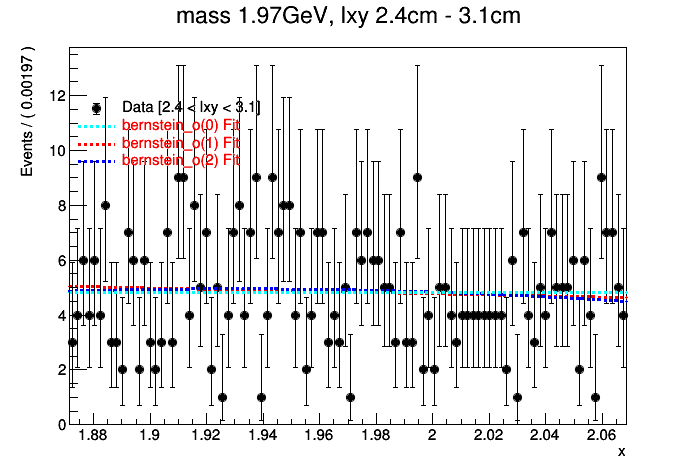 mass 1.97GeV, lxy 2.4cm - 3.1cm
Events / ( 0.00197 )
12
10
8
6
4
2
0
Data [2.4 < lxy < 3.1]
bernstein_o(0) Fit
bernstein_o(1) Fit
bernstein_o(2) Fit
1.88 1.9 1.92 1.94 1.96 1.98 2 2.02 2.04 2.06
x